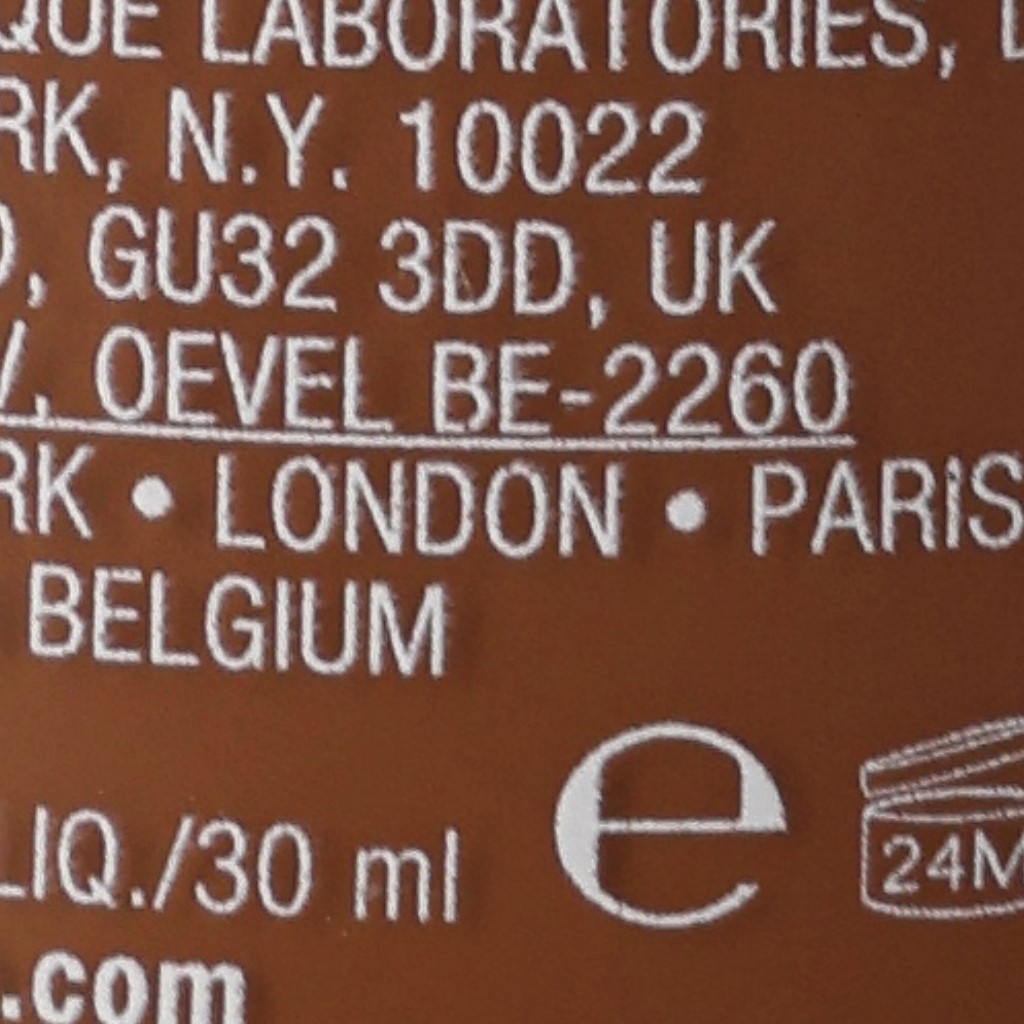 QUE LABORATORIES,
RK, N.Y. 10022
, GU32 3DD, UK
. OEVEL BE-2260
RK • LONDON • PARIS
BELGIUM
LIQ./30 ml e 24M
.com